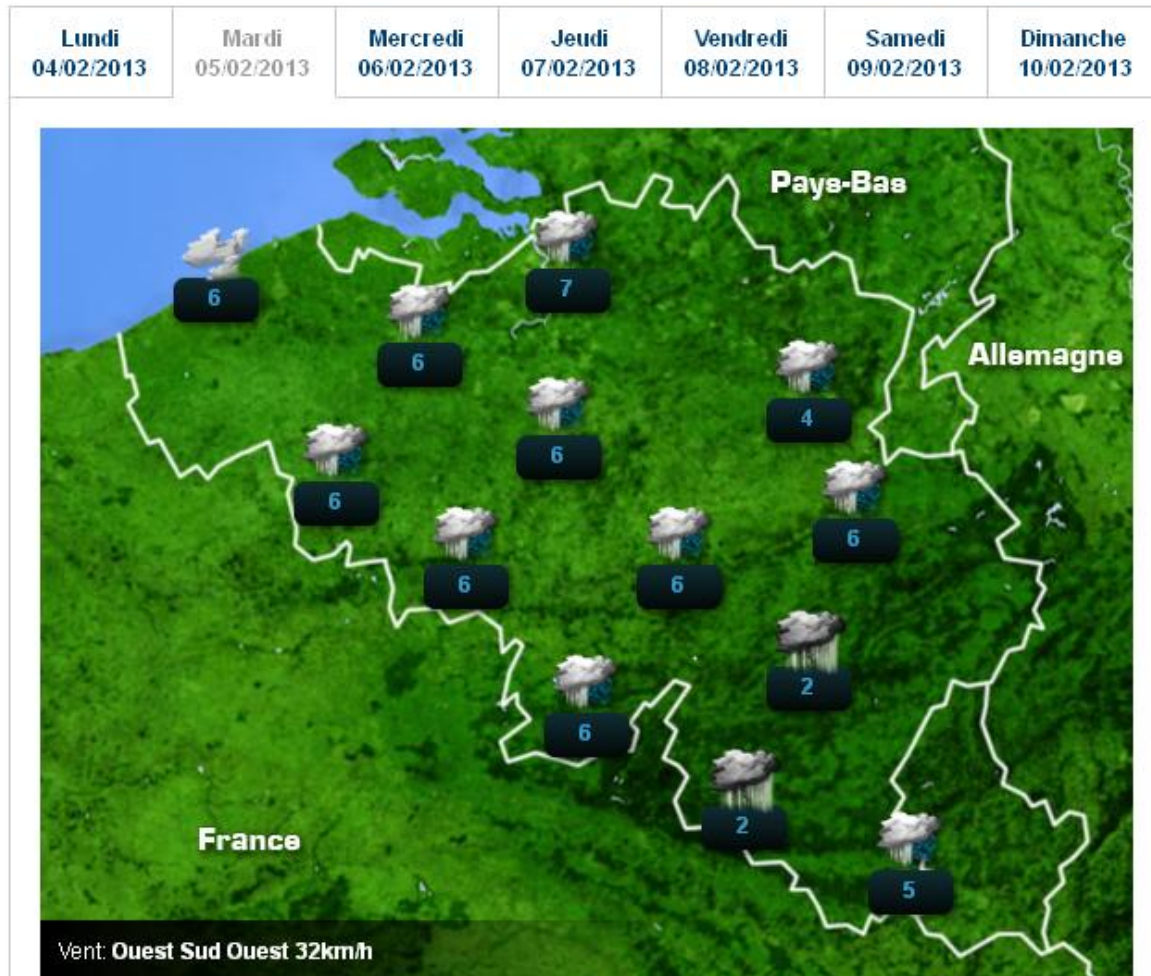 Lundi Mardi Mercredi Jeudi Vendredi Samedi Dimanche
04/02/2013 05/02/2013 06/02/2013 07/02/2013 08/02/2013 09/02/2013 10/02/2013
Pays-Bas
6
7
6
Allemagne
4
6
6
6
6
6
2
6
2
France
5
Vent: Ouest Sud Ouest 32km/h